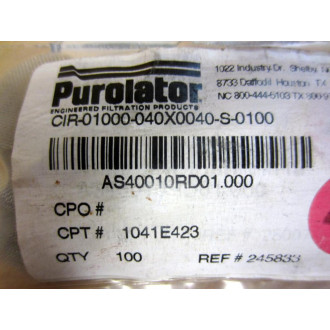 Purolator
ENGINEERED FILTRATION PRODUCTS
1022 Industry Dr. Shelby
8733 Daffodil Houston TX
NC 800-444-6103 TX
CIR-01000-040X0040-S-0100
AS40010RD01.000
CPO #
CPT # 1041E423
QTY 100 REF # 245833